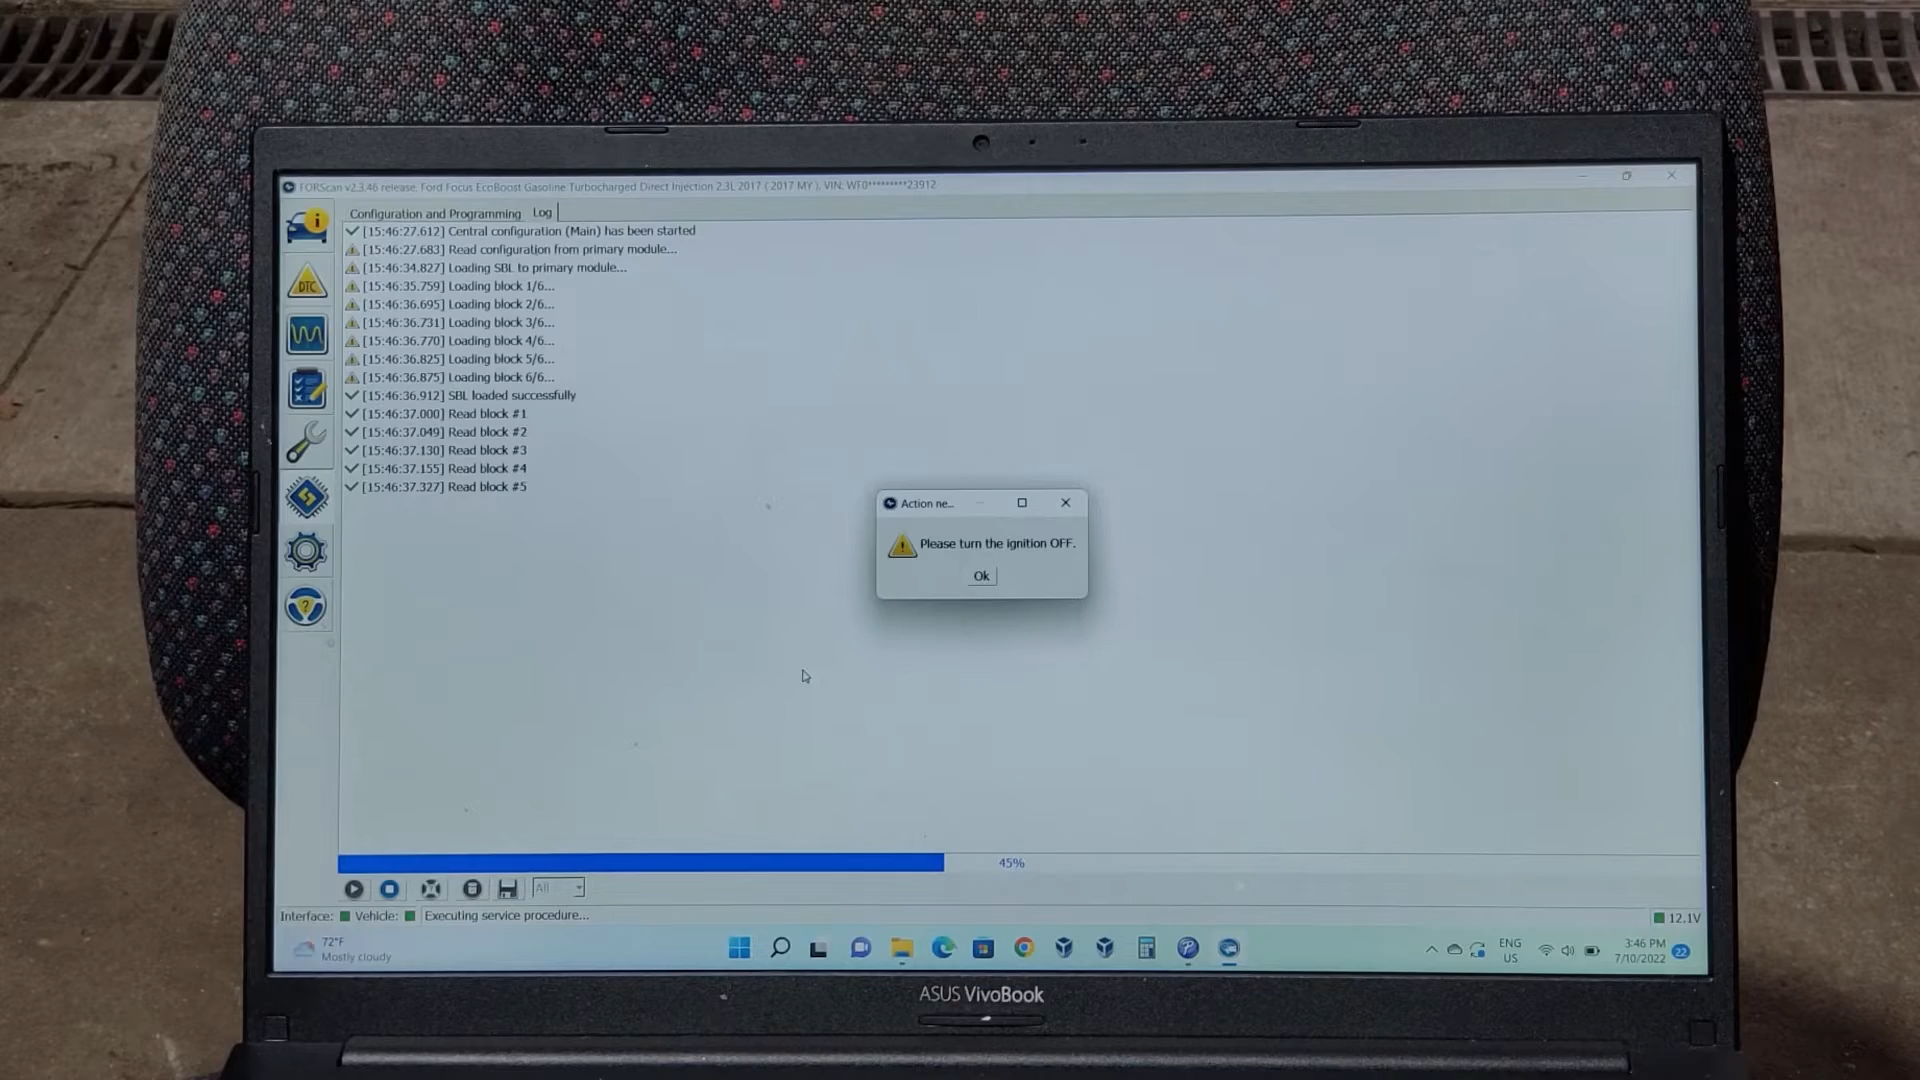 FORScan v2.3.46 release, Ford Focus EcoBoost Gasoline Turbocharged Direct Injection 2.3L 2017 ( 2017 MY ), VIN: WF0*********23912
Configuration and Programming
Log
[15:46:27.612] Central configuration (Main) has been started
[15:46:27.683] Read configuration from primary module...
[15:46:34.827] Loading SBL to primary module...
[15:46:35.759] Loading block 1/6...
[15:46:36.695] Loading block 2/6...
[15:46:36.731] Loading block 3/6...
[15:46:36.770] Loading block 4/6...
[15:46:36.825] Loading block 5/6...
[15:46:36.875] Loading block 6/6...
[15:46:36.912] SBL loaded successfully
[15:46:37.000] Read block #1
[15:46:37.049] Read block #2
[15:46:37.130] Read block #3
[15:46:37.155] Read block #4
[15:46:37.327] Read block #5
DTC
Action ne...
Please turn the ignition OFF.
Ok
45%
All
Interface: Vehicle: Executing service procedure...
12.1V
72°F
Mostly cloudy
ENG
US
3:46 PM
7/10/2022
22
ASUS VivoBook